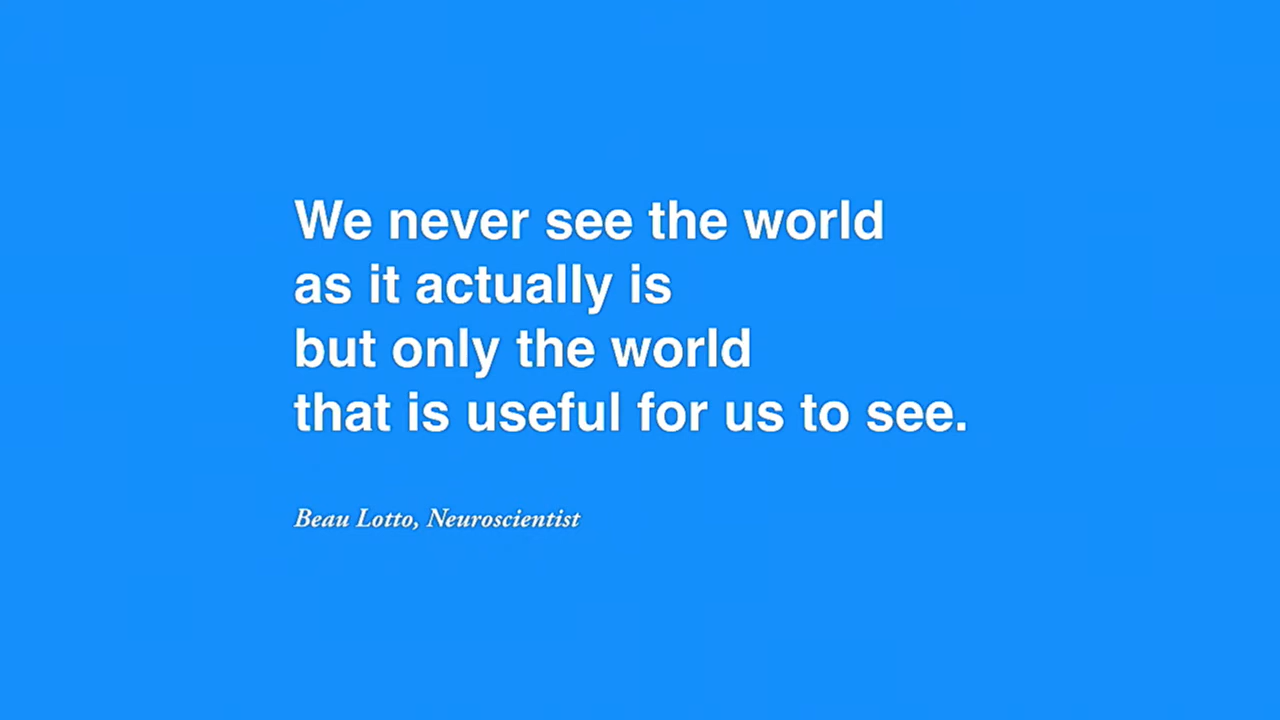 We never see the world
as it actually is
but only the world
that is useful for us to see.
Beau Lotto, Neuroscientist